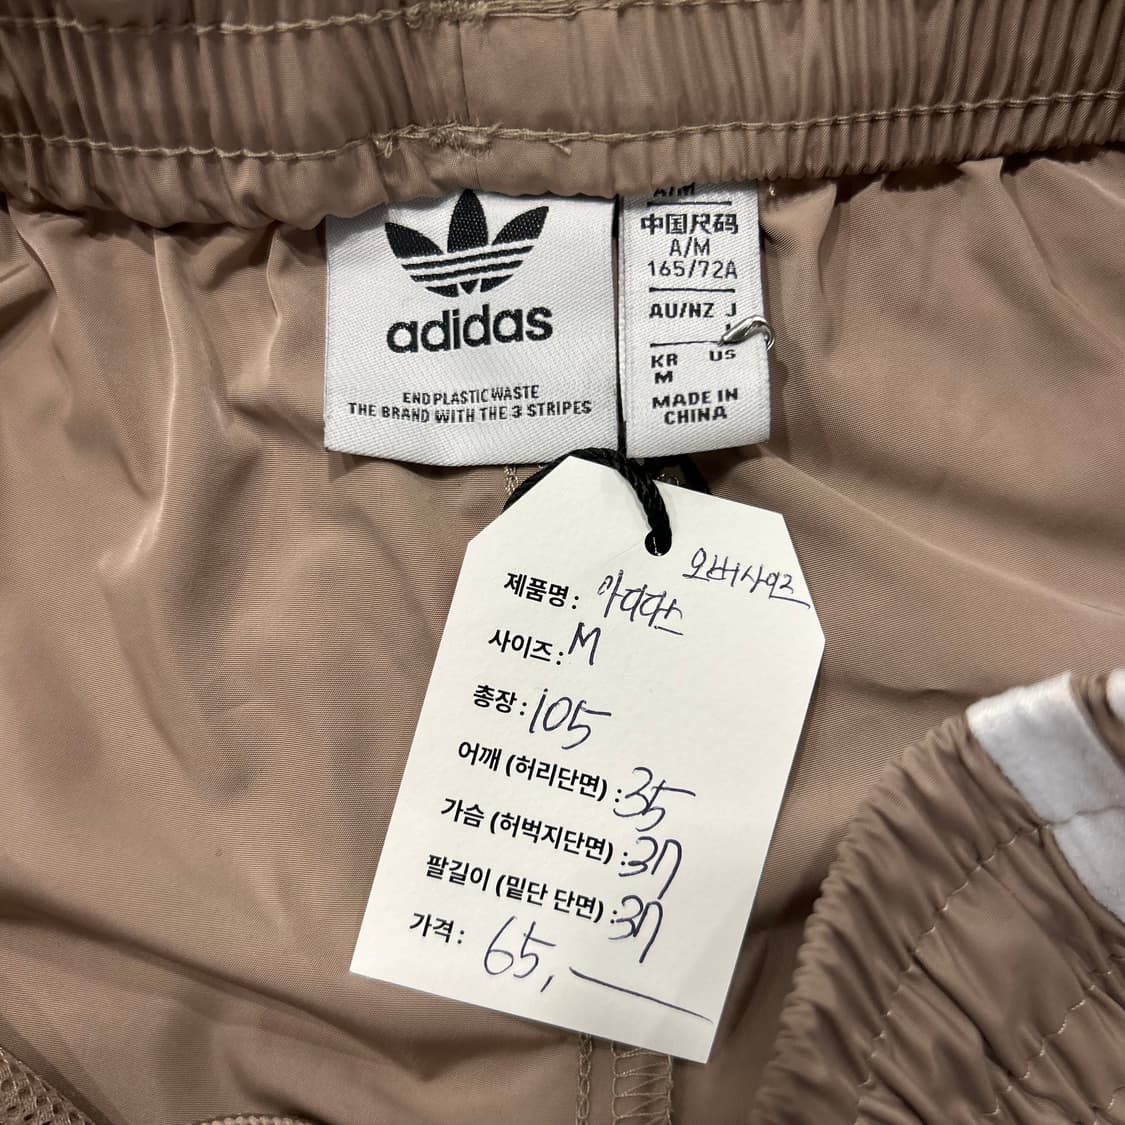 adidas
END PLASTIC WASTE
THE BRAND WITH THE 3 STRIPES
A/M
中国尺码
A/M
165/72A
AU/NZ J
KR US
M
MADE IN
CHINA
오버사이즈
제품명: 아디다스
사이즈: M
총장: 105
어깨 (허리단면) : 35
가슴 (허벅지단면) : 37
팔길이 (밑단 단면) : 37
가격: 65,